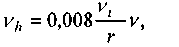 ν_h = 0,008 ν_t/r ν,